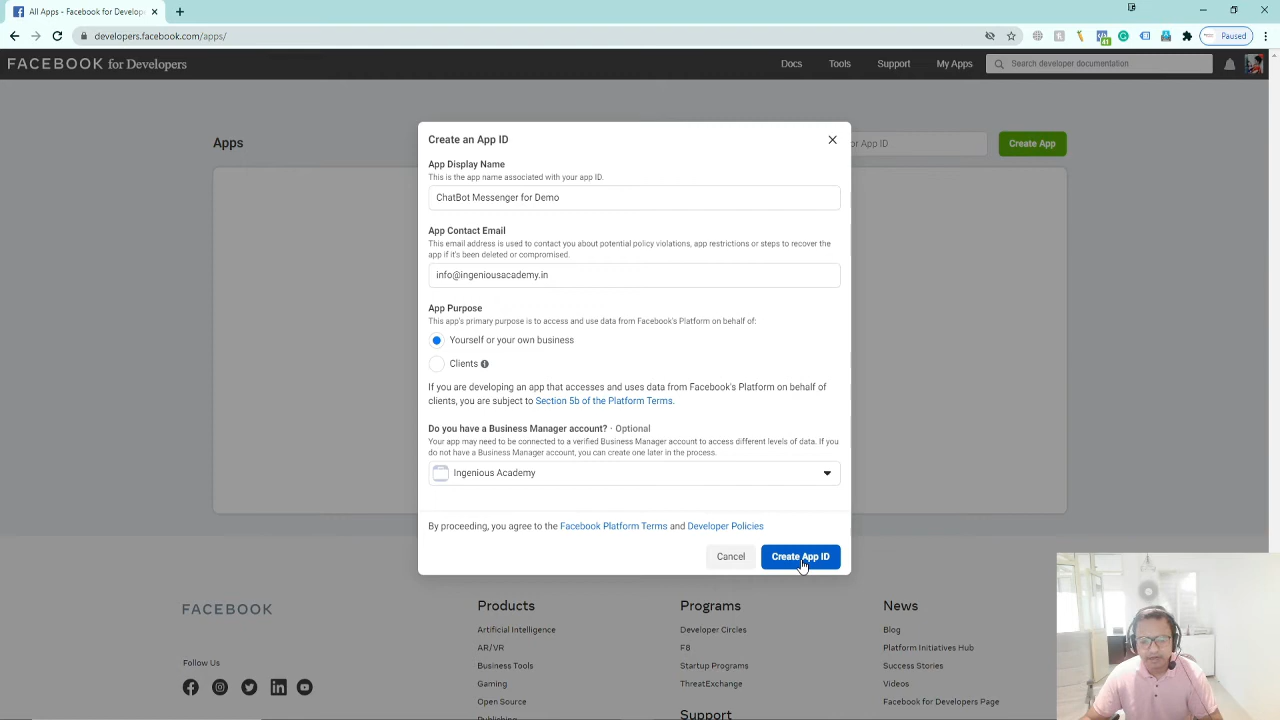 All Apps - Facebook for Develope
developers.facebook.com/apps/
41
Paused
FACEBOOK for Developers
Docs
Tools
Support
My Apps
Search developer documentation
Apps
or App ID
Create App
Create an App ID
App Display Name
This is the app name associated with your app ID.
ChatBot Messenger for Demo
App Contact Email
This email address is used to contact you about potential policy violations, app restrictions or steps to recover the
app if it's been deleted or compromised.
info@ingeniousacademy.in
App Purpose
This app's primary purpose is to access and use data from Facebook's Platform on behalf of:
Yourself or your own business
Clients
If you are developing an app that accesses and uses data from Facebook's Platform on behalf of
clients, you are subject to Section 5b of the Platform Terms.
Do you have a Business Manager account? · Optional
Your app may need to be connected to a verified Business Manager account to access different levels of data. If you
do not have a Business Manager account, you can create one later in the process.
Ingenious Academy
By proceeding, you agree to the Facebook Platform Terms and Developer Policies
Cancel
Create App ID
FACEBOOK
Follow Us
Products
Artificial Intelligence
AR/VR
Business Tools
Gaming
Open Source
Publishing
Programs
Developer Circles
F8
Startup Programs
ThreatExchange
Support
News
Blog
Platform Initiatives Hub
Success Stories
Videos
Facebook for Developers Page